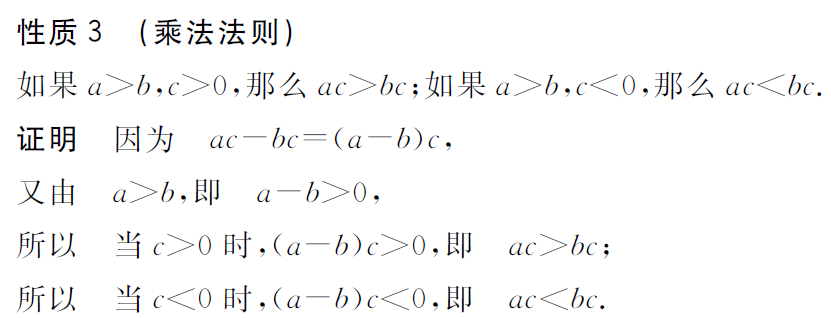 性质 3 (乘法法则)
如果 a>b,c>0,那么 ac>bc;如果 a>b,c<0,那么 ac<bc.
证明 因为 ac-bc=(a-b)c,
又由 a>b,即 a-b>0,
所以 当 c>0 时,(a-b)c>0,即 ac>bc;
所以 当 c<0 时,(a-b)c<0,即 ac<bc.